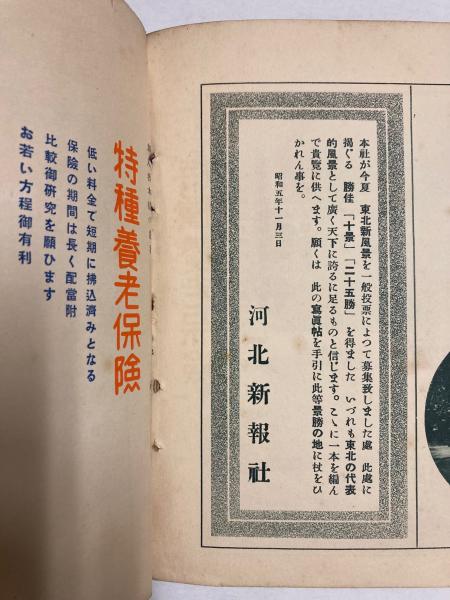 本社が今夏　東北新風景を一般投票によつて募集致しました處　此處に
揭ぐる　勝佳　「十景」　「二十五勝」　を得ました　いづれも東北の代表
的風景として廣く天下に誇るに足るものと信じます。こゝに一本を編ん
で貴覽に供へます。願くは　此の寫眞帖を手引に此等景勝の地に杖をひ
かれん事を。
昭和五年十一月三日
河北新報社
特種養老保險
低い料金で短期に拂込濟みとなる
保險の期間は長く配當附
比較御硏究を願ひます
お若い方程御有利